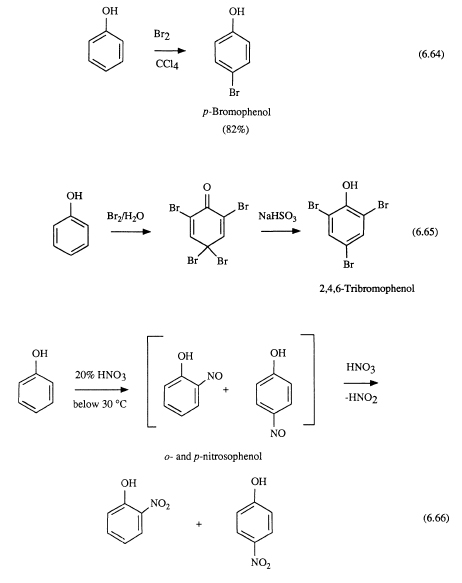 OH OH
Br2
CCl4
(6.64)
Br
p-Bromophenol
(82%)
OH O OH
Br Br Br Br
Br2/H2O NaHSO3
(6.65)
Br Br Br
2,4,6-Tribromophenol
OH OH OH
20% HNO3 NO + HNO3
below 30 °C -HNO2
NO
o- and p-nitrosophenol
OH OH
NO2
+
(6.66)
NO2